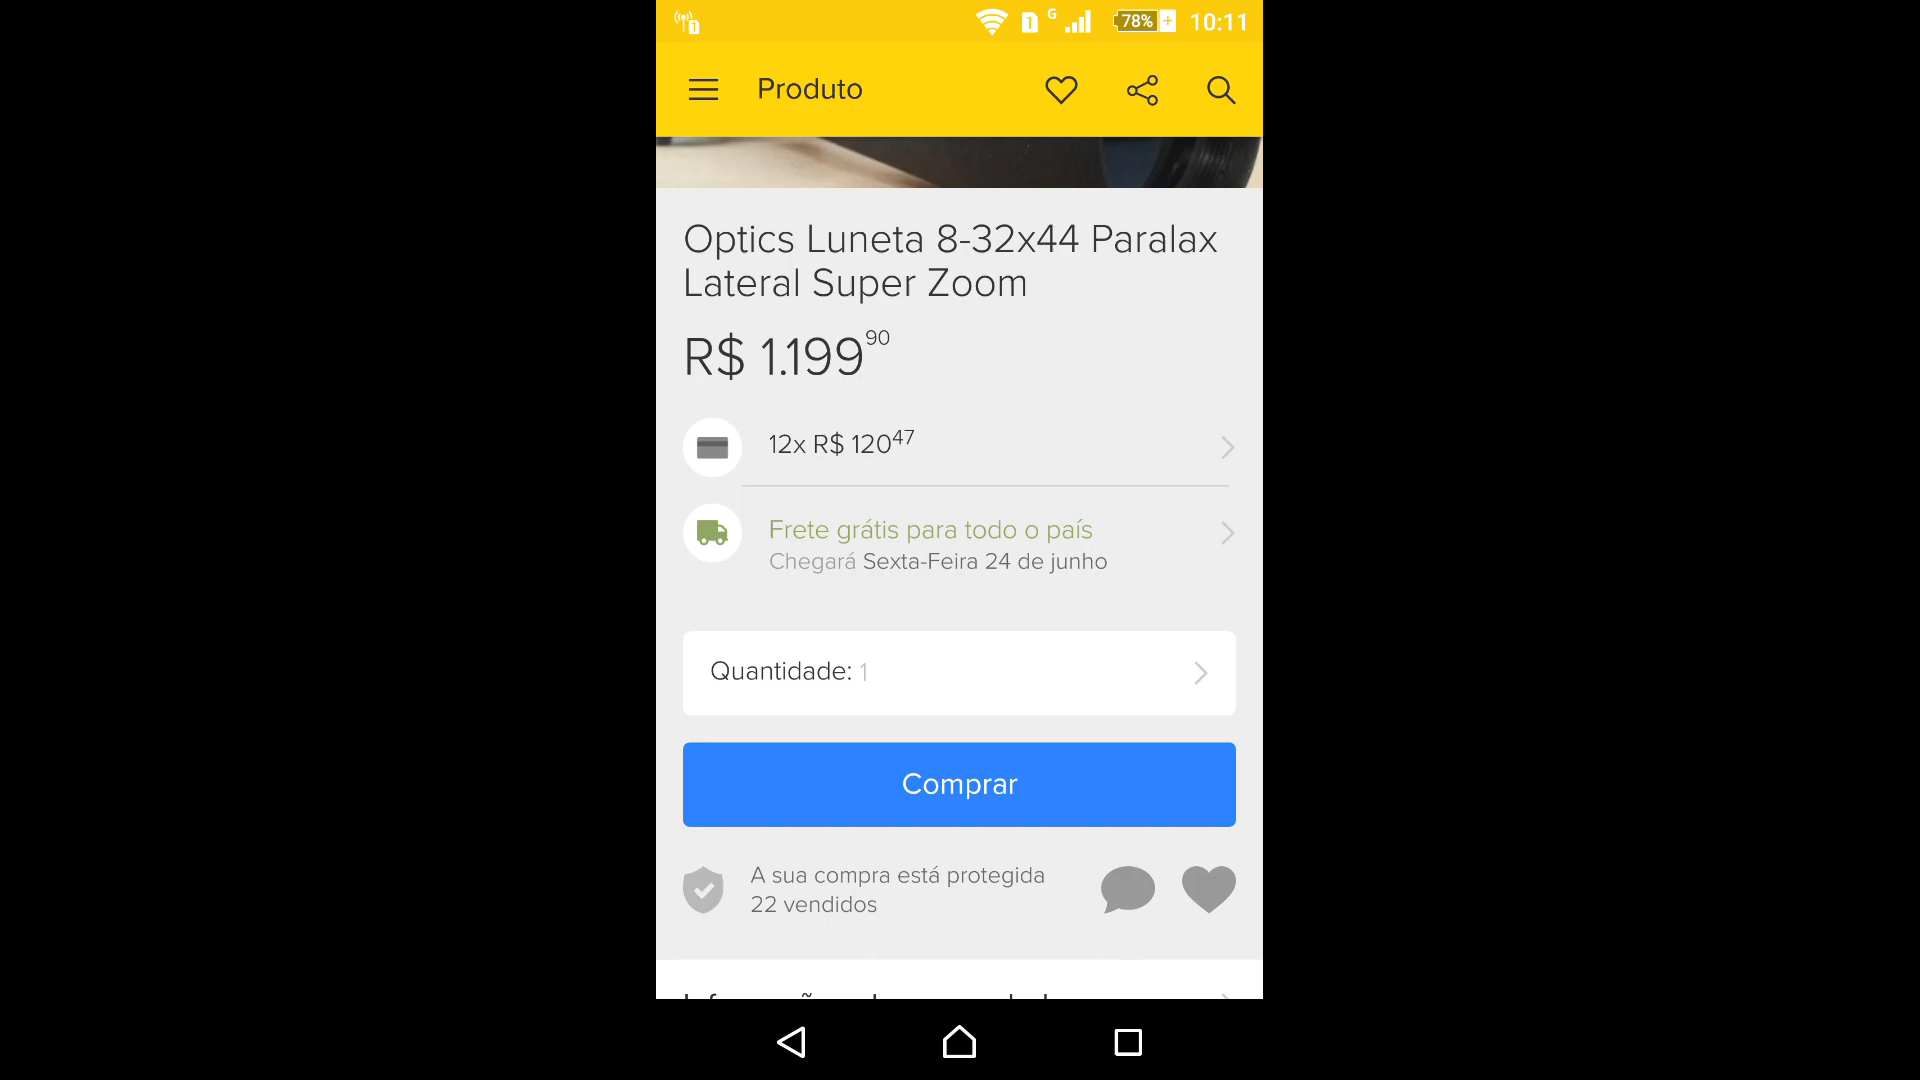 1 1 G 78% 10:11
Produto
Optics Luneta 8-32x44 Paralax
Lateral Super Zoom
R$ 1.199 90
12x R$ 120 47
Frete grátis para todo o país
Chegará Sexta-Feira 24 de junho
Quantidade: 1
Comprar
A sua compra está protegida
22 vendidos